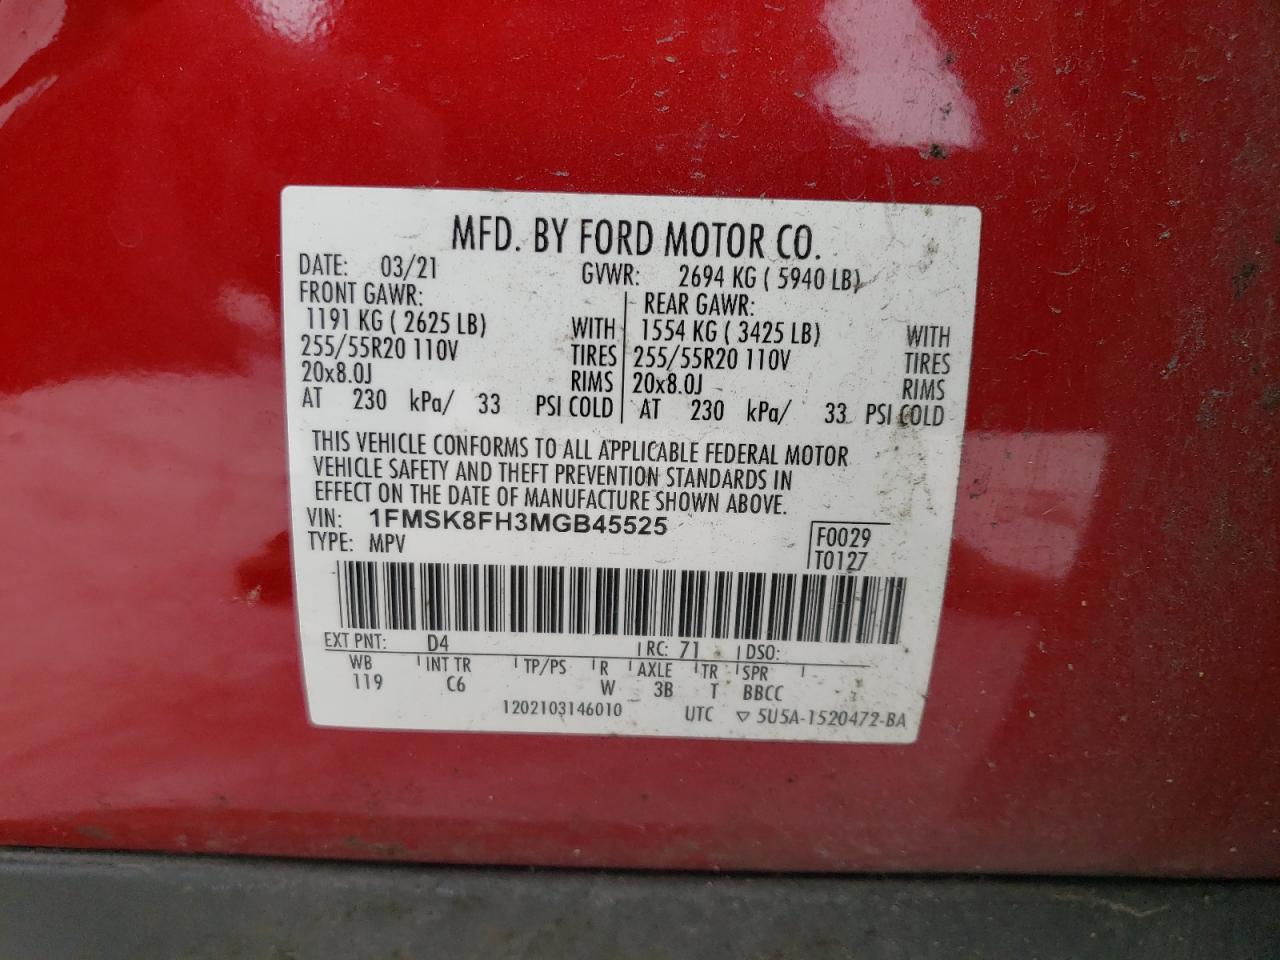 MFD. BY FORD MOTOR CO.
DATE: 03/21 GVWR: 2694 KG ( 5940 LB)
FRONT GAWR: REAR GAWR:
1191 KG ( 2625 LB) WITH 1554 KG ( 3425 LB) WITH
255/55R20 110V TIRES 255/55R20 110V TIRES
20x8.0J RIMS 20x8.0J RIMS
AT 230 kPa/ 33 PSI COLD AT 230 kPa/ 33 PSI COLD
THIS VEHICLE CONFORMS TO ALL APPLICABLE FEDERAL MOTOR
VEHICLE SAFETY AND THEFT PREVENTION STANDARDS IN
EFFECT ON THE DATE OF MANUFACTURE SHOWN ABOVE.
VIN: 1FMSK8FH3MGB45525 F0029
TYPE: MPV T0127
EXT PNT: D4 RC: 71 DSO:
WB INT TR TP/PS R AXLE TR SPR
119 C6 W 3B T BBCC
1202103146010 UTC ▽ 5U5A-1520472-BA